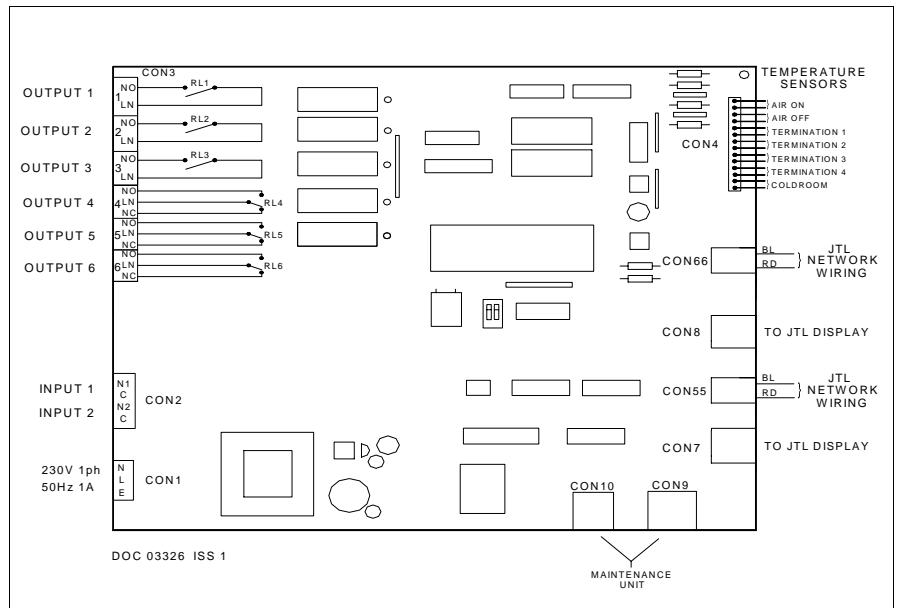 CON3
OUTPUT 1
1
NO
LN
RL1
OUTPUT 2
2
NO
LN
RL2
OUTPUT 3
3
NO
LN
RL3
OUTPUT 4
4
NO
LN
NC
RL4
OUTPUT 5
5
NO
LN
NC
RL5
OUTPUT 6
6
NO
LN
NC
RL6
INPUT 1
INPUT 2
N1
C
N2
C
CON2
230V 1ph
50Hz 1A
N
L
E
CON1
TEMPERATURE
SENSORS
CON4
AIR ON
AIR OFF
TERMINATION 1
TERMINATION 2
TERMINATION 3
TERMINATION 4
COLDROOM
CON66
BL
RD
JTL
NETWORK
WIRING
CON8
TO JTL DISPLAY
CON55
BL
RD
JTL
NETWORK
WIRING
CON7
TO JTL DISPLAY
CON10
CON9
MAINTENANCE
UNIT
DOC 03326 ISS 1